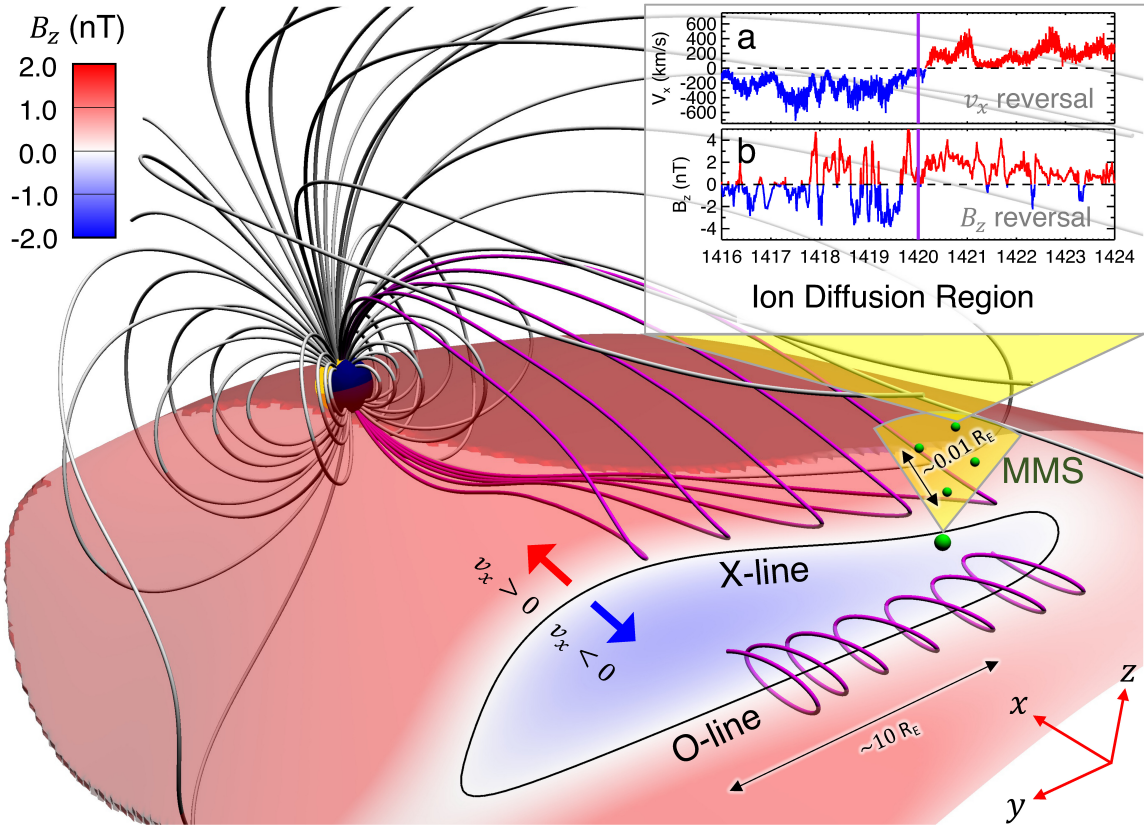 B_z (nT)
2.0
1.0
0.0
-1.0
-2.0
a
V_x (km/s)
600
400
200
0
-200
-400
-600
v_x reversal
b
B_z (nT)
4
2
0
-2
-4
B_z reversal
1416 1417 1418 1419 1420 1421 1422 1423 1424
Ion Diffusion Region
~0.01 R_E
MMS
X-line
v_x > 0
v_x < 0
O-line
~10 R_E
x
y
z